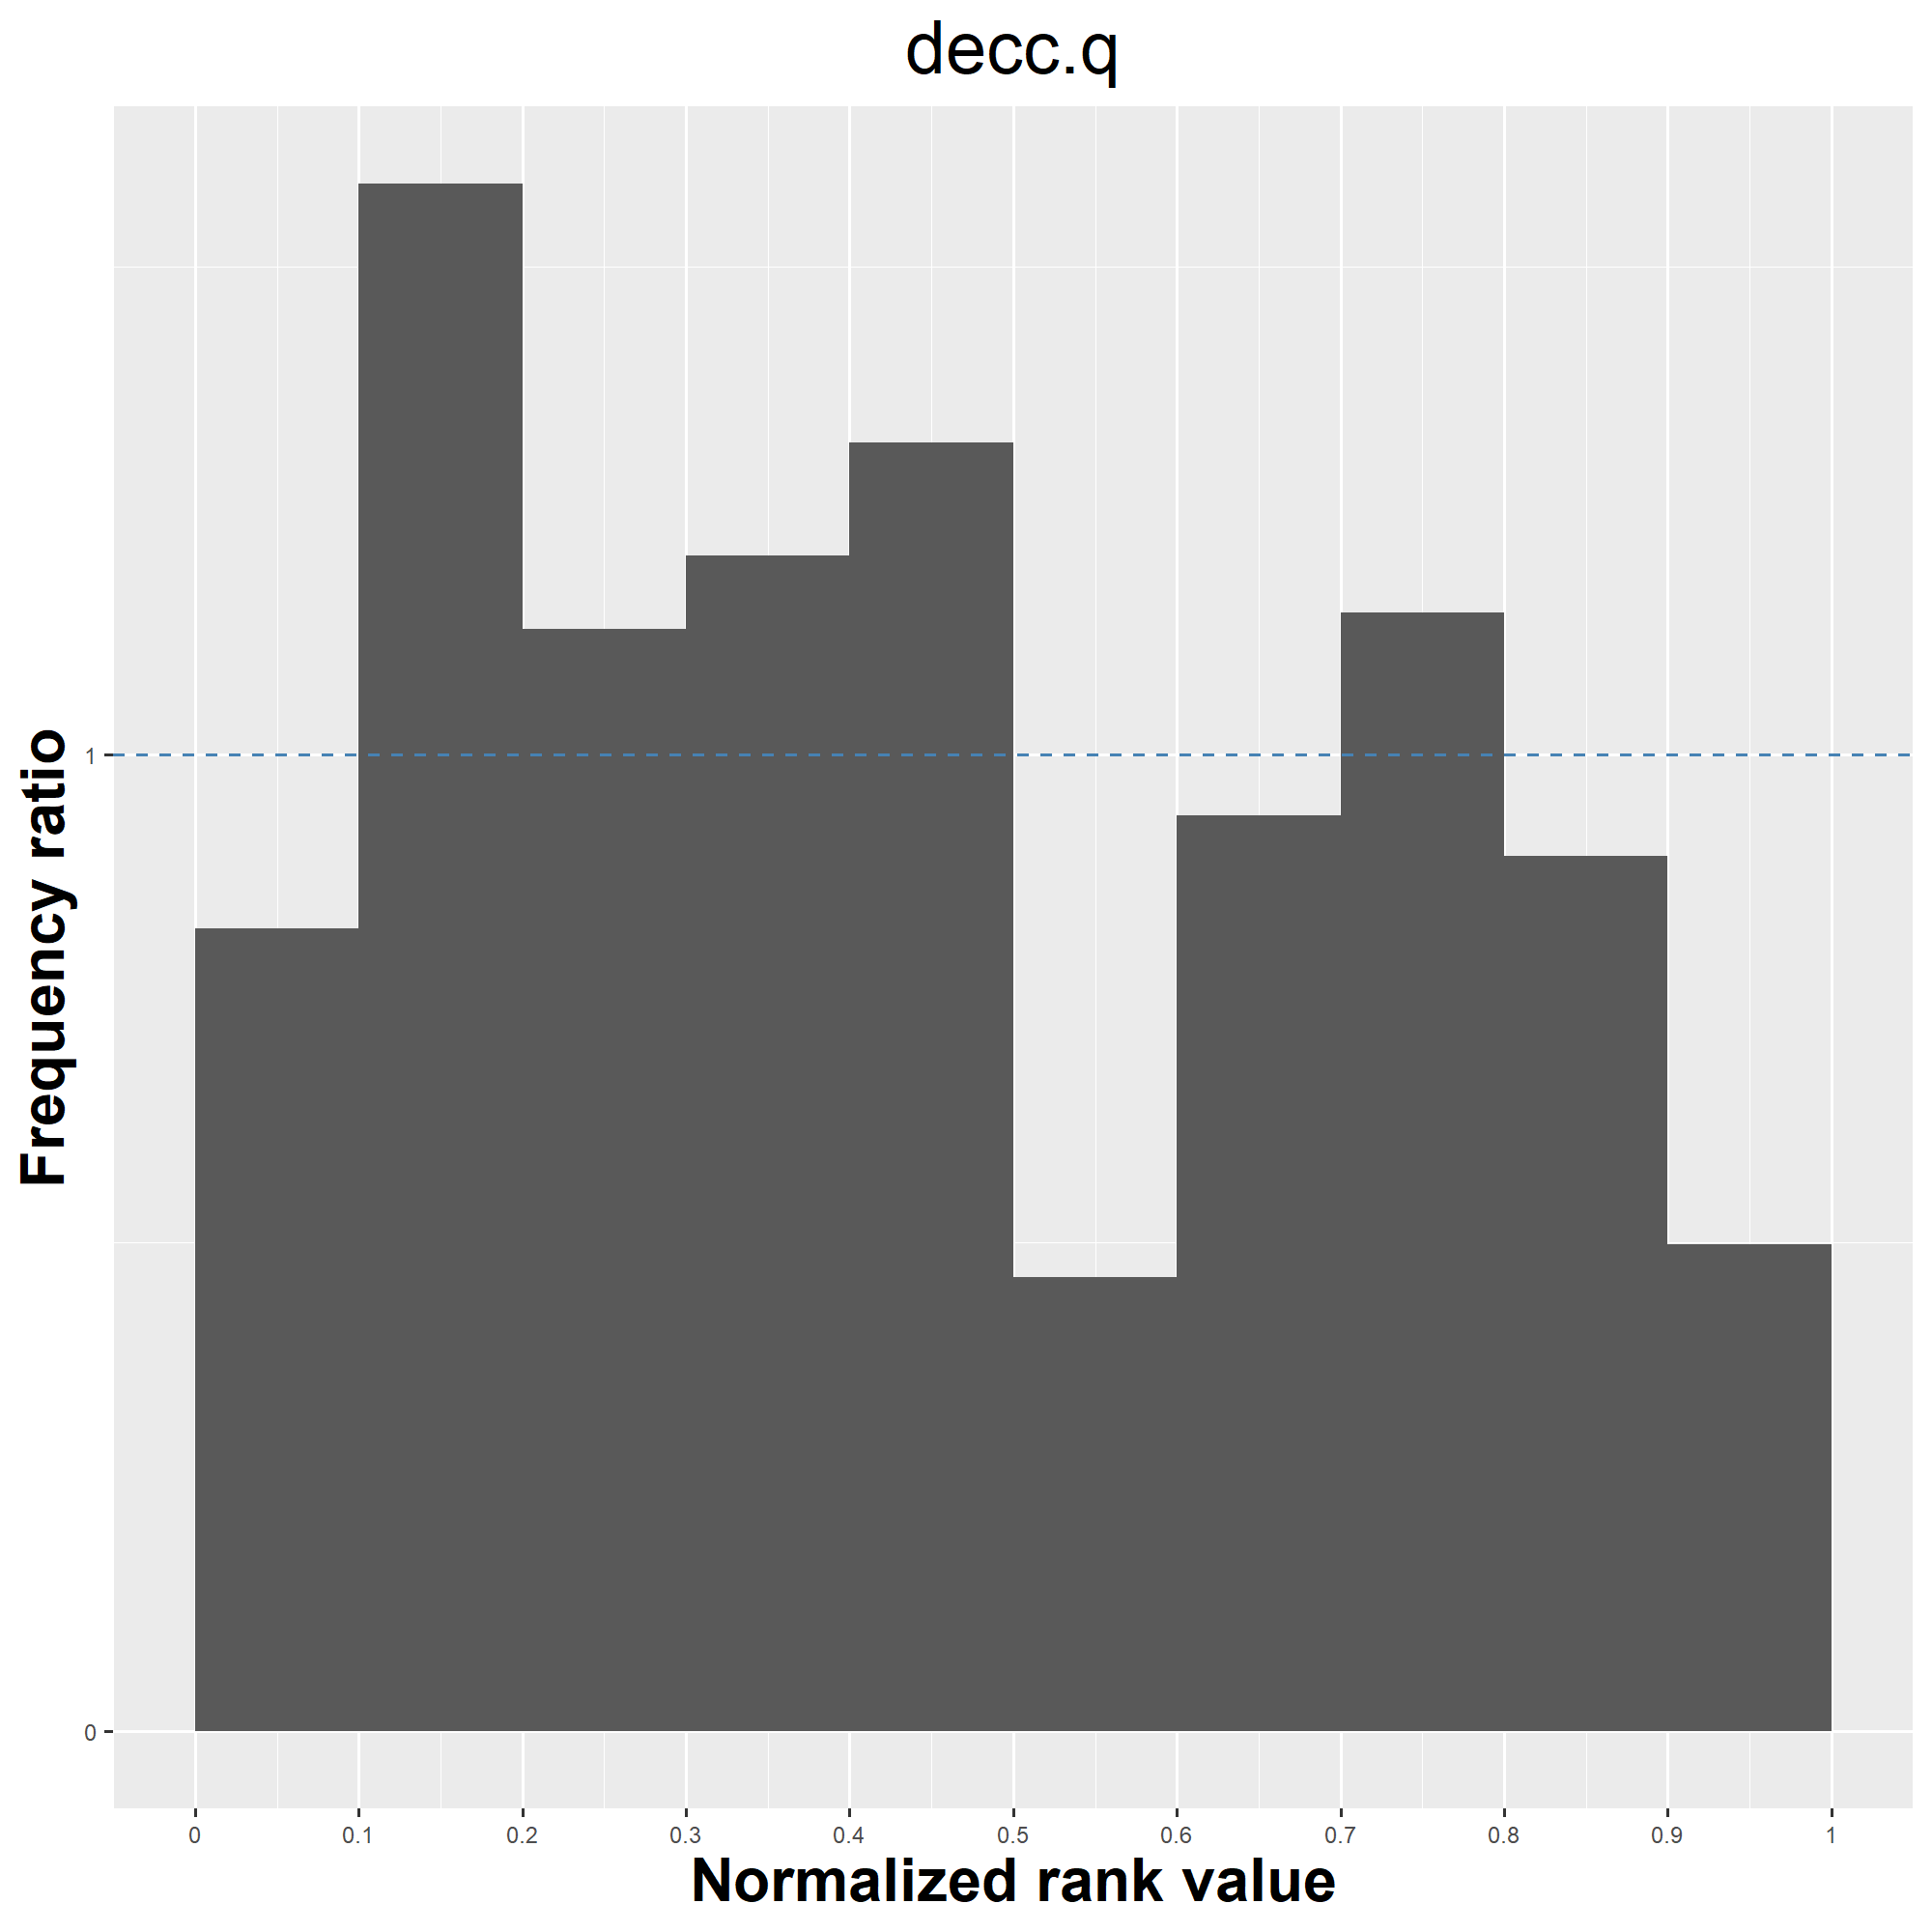 decc.q
Frequency ratio
1
0
0 0.1 0.2 0.3 0.4 0.5 0.6 0.7 0.8 0.9 1
Normalized rank value